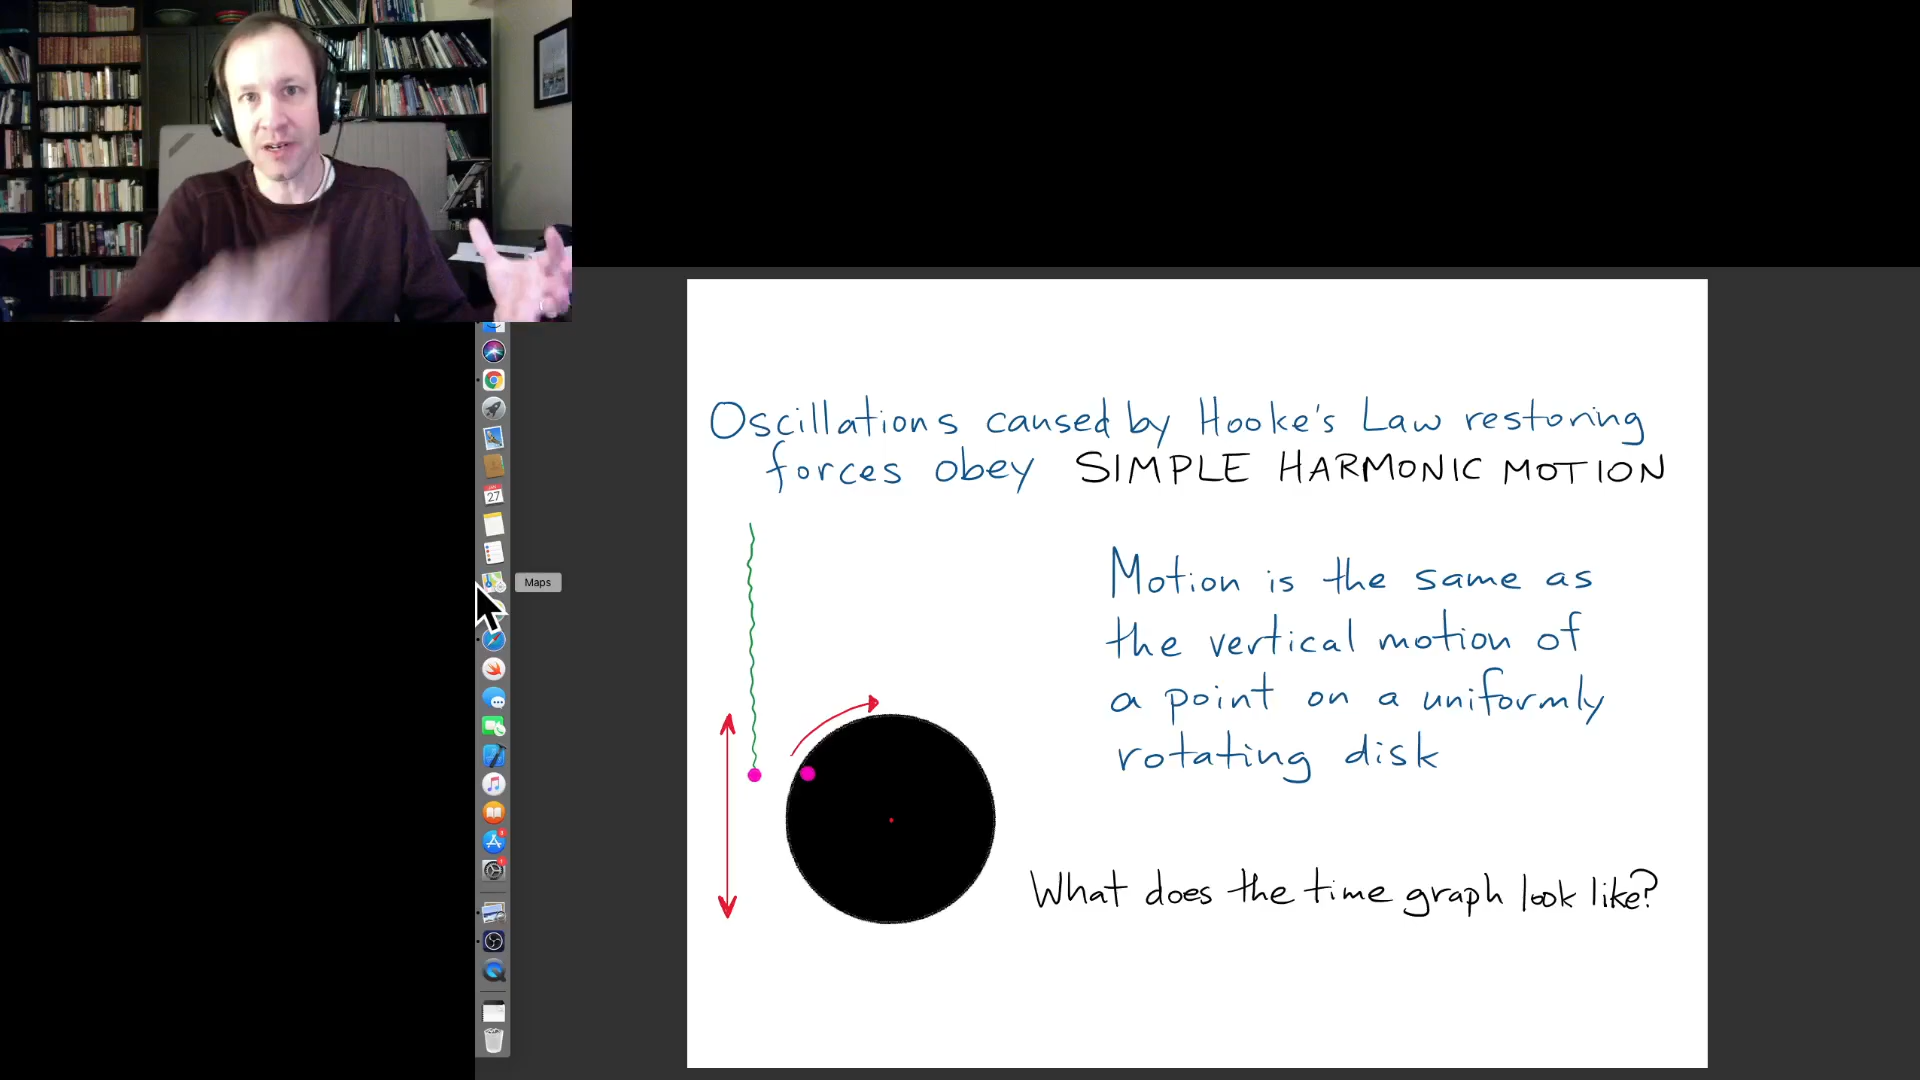 Oscillations caused by Hooke's Law restoring
forces obey SIMPLE HARMONIC MOTION
Motion is the same as
the vertical motion of
a point on a uniformly
rotating disk
What does the time graph look like?
Maps
27